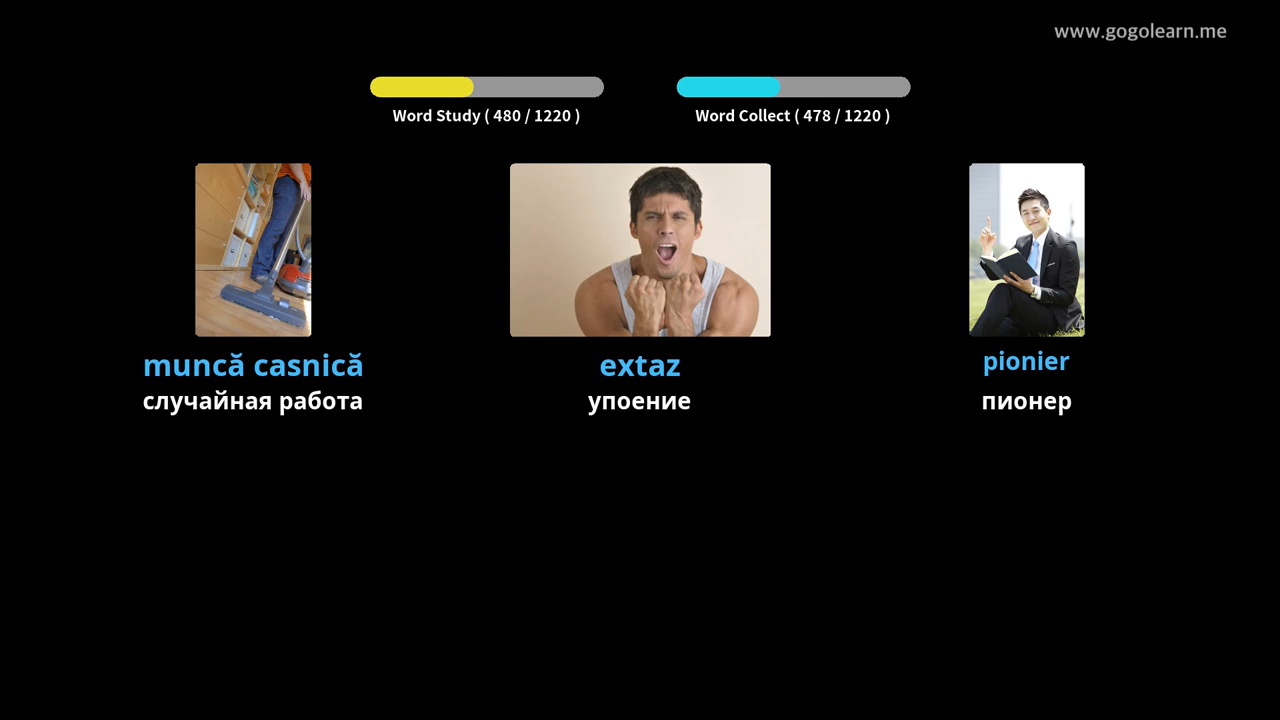 www.gogolearn.me
Word Study ( 480 / 1220 )
Word Collect ( 478 / 1220 )
muncă casnică
случайная работа
extaz
упоение
pionier
пионер